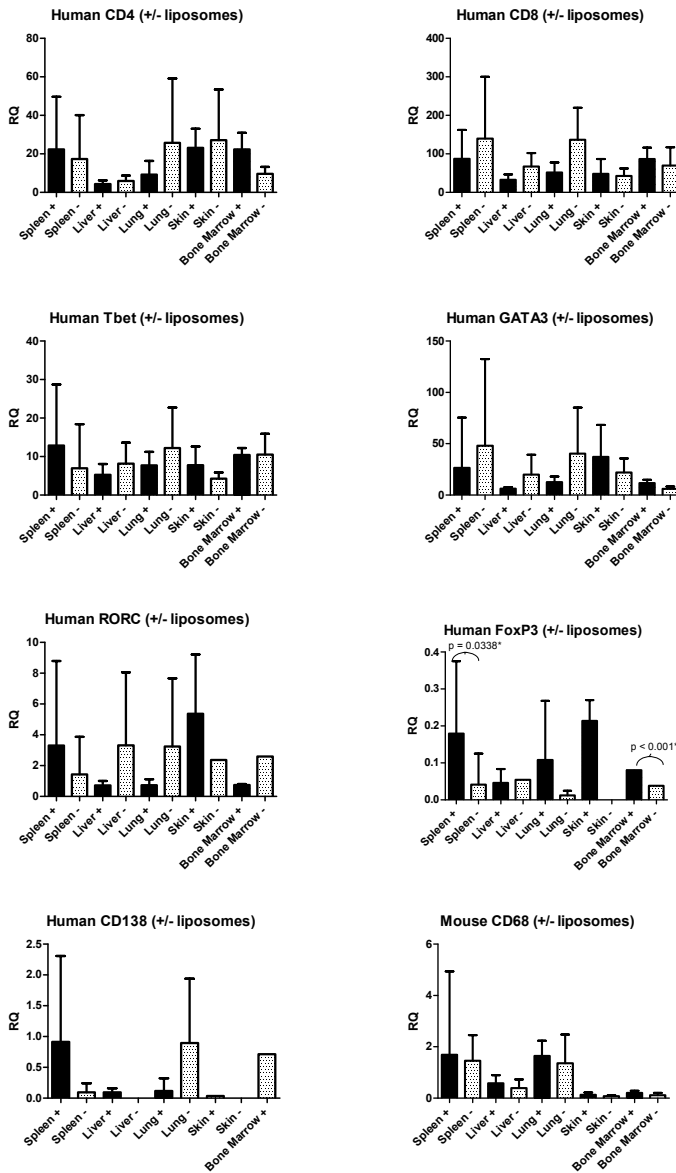 Human CD4 (+/- liposomes)
80
60
40
20
0
RQ
Spleen +
Spleen -
Liver +
Liver -
Lung +
Lung -
Skin +
Skin -
Bone Marrow +
Bone Marrow -
Human CD8 (+/- liposomes)
400
300
200
100
0
RQ
Spleen +
Spleen -
Liver +
Liver -
Lung +
Lung -
Skin +
Skin -
Bone Marrow +
Bone Marrow -
Human Tbet (+/- liposomes)
40
30
20
10
0
RQ
Spleen +
Spleen -
Liver +
Liver -
Lung +
Lung -
Skin +
Skin -
Bone Marrow +
Bone Marrow -
Human GATA3 (+/- liposomes)
150
100
50
0
RQ
Spleen +
Spleen -
Liver +
Liver -
Lung +
Lung -
Skin +
Skin -
Bone Marrow +
Bone Marrow -
Human RORC (+/- liposomes)
10
8
6
4
2
0
RQ
Spleen +
Spleen -
Liver +
Liver -
Lung +
Lung -
Skin +
Skin -
Bone Marrow +
Bone Marrow -
Human FoxP3 (+/- liposomes)
p = 0.0338*
p < 0.001*
0.4
0.3
0.2
0.1
0.0
RQ
Spleen +
Spleen -
Liver +
Liver -
Lung +
Lung -
Skin +
Skin -
Bone Marrow +
Bone Marrow -
Human CD138 (+/- liposomes)
2.5
2.0
1.5
1.0
0.5
0.0
RQ
Spleen +
Spleen -
Liver +
Liver -
Lung +
Lung -
Skin +
Skin -
Bone Marrow +
Mouse CD68 (+/- liposomes)
6
4
2
0
RQ
Spleen +
Spleen -
Liver +
Liver -
Lung +
Lung -
Skin +
Skin -
Bone Marrow +
Bone Marrow -